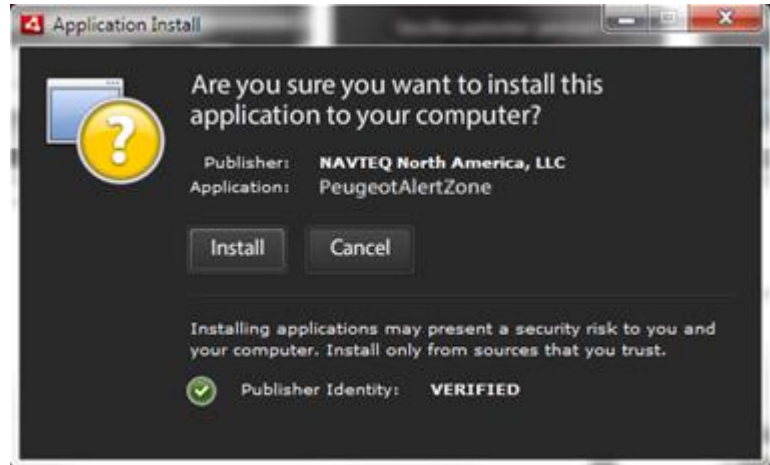 Application Install
Are you sure you want to install this
application to your computer?
Publisher: NAVTEQ North America, LLC
Application: PeugeotAlertZone
Install Cancel
Installing applications may present a security risk to you and
your computer. Install only from sources that you trust.
Publisher Identity: VERIFIED